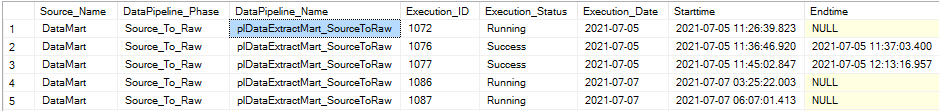 Source_Name DataPipeline_Phase DataPipeline_Name Execution_ID Execution_Status Execution_Date Starttime Endtime
1 DataMart Source_To_Raw plDataExtractMart_SourceToRaw 1072 Running 2021-07-05 2021-07-05 11:26:39.823 NULL
2 DataMart Source_To_Raw plDataExtractMart_SourceToRaw 1076 Success 2021-07-05 2021-07-05 11:36:46.920 2021-07-05 11:37:03.400
3 DataMart Source_To_Raw plDataExtractMart_SourceToRaw 1077 Success 2021-07-05 2021-07-05 11:45:02.847 2021-07-05 12:13:16.957
4 DataMart Source_To_Raw plDataExtractMart_SourceToRaw 1086 Running 2021-07-07 2021-07-07 03:25:22.003 NULL
5 DataMart Source_To_Raw plDataExtractMart_SourceToRaw 1087 Running 2021-07-07 2021-07-07 06:07:01.413 NULL